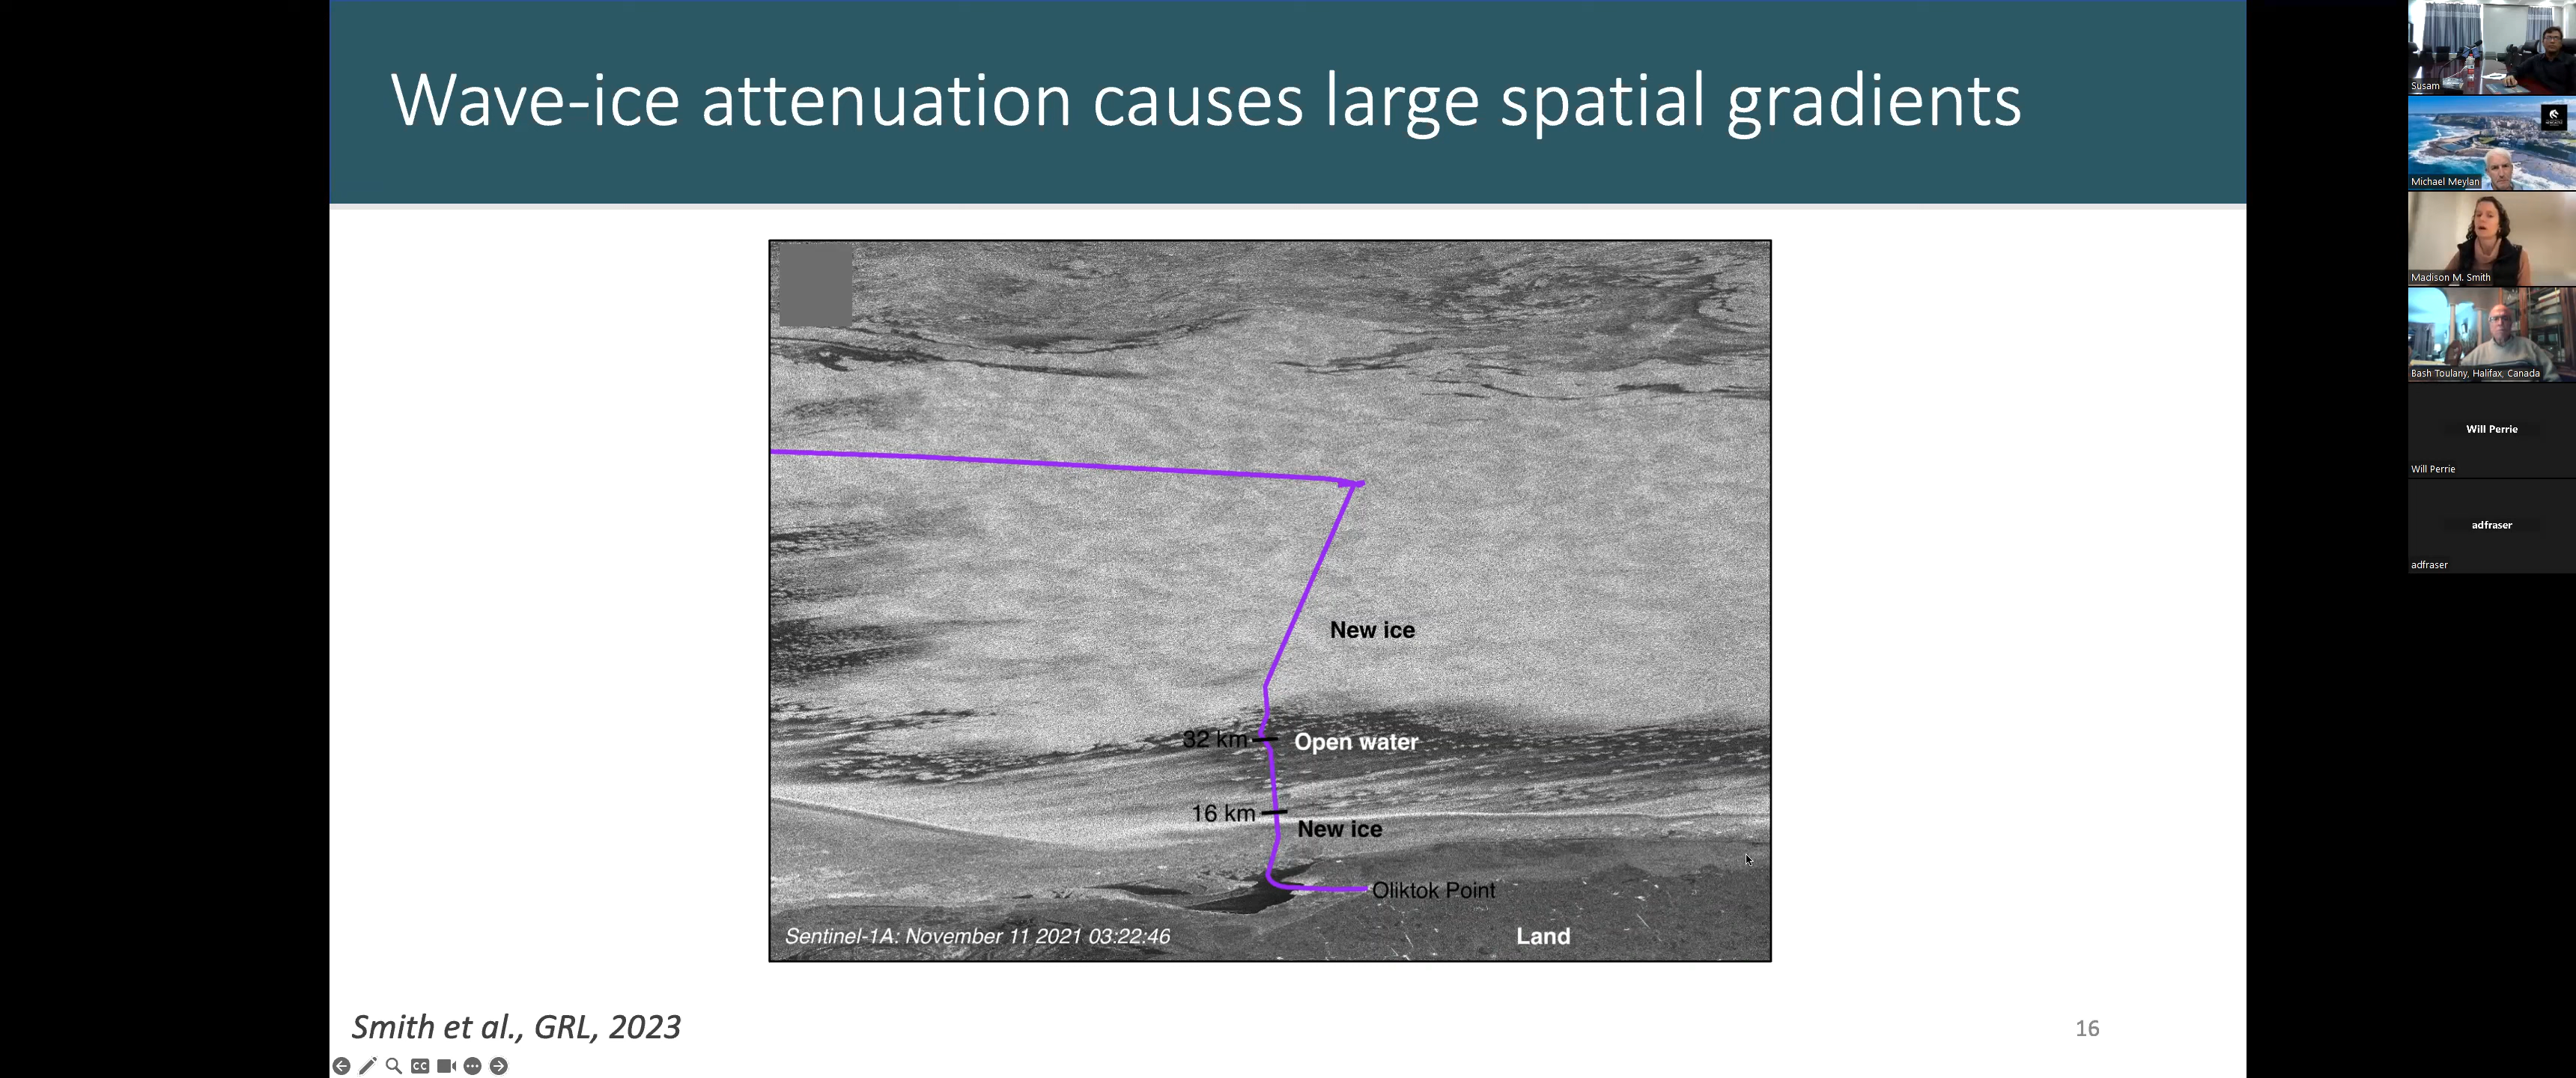 Wave-ice attenuation causes large spatial gradients
New ice
32 km
Open water
16 km
New ice
Oliktok Point
Sentinel-1A: November 11 2021 03:22:46
Land
Smith et al., GRL, 2023
16
CC
Susam
Michael Meylan
Madison M. Smith
Bash Toulany, Halifax, Canada
Will Perrie
Will Perrie
adfraser
adfraser